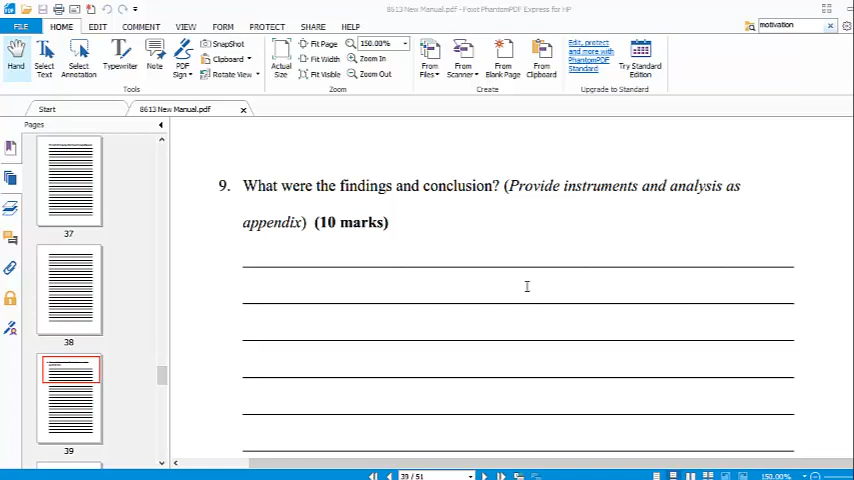 8613 New Manual.pdf - Foxit PhantomPDF Express for HP
FILE HOME EDIT COMMENT VIEW FORM PROTECT SHARE HELP motivation
Hand Select Text Select Annotation Typewriter Note PDF Sign SnapShot Clipboard Rotate View
Tools
Actual Size Fit Page Fit Width Fit Visible 150.00% Zoom In Zoom Out
Zoom
From Files From Scanner Blank Page From Clipboard
Create
Edit, protect and more with PhantomPDF Standard Try Standard Edition
Upgrade to Standard
Start 8613 New Manual.pdf
Pages
37
38
39
9. What were the findings and conclusion? (Provide instruments and analysis as
appendix) (10 marks)
39 / 51 150.00%